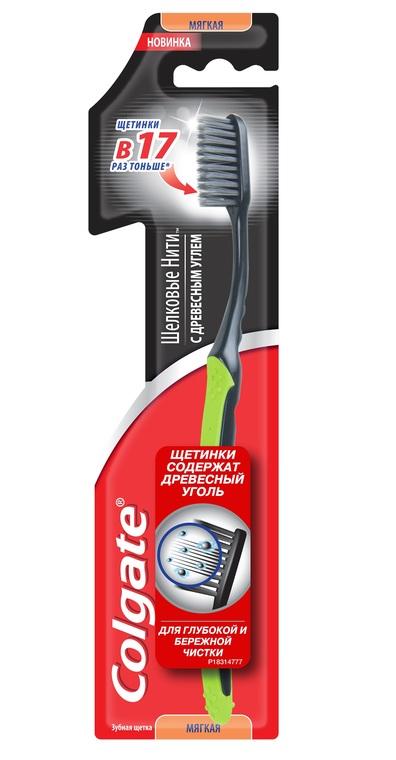 МЯГКАЯ
НОВИНКА
ЩЕТИНКИ
В 17
РАЗ ТОНЬШЕ*
Шелковые Нити™
С ДРЕВЕСНЫМ УГЛЕМ
ЩЕТИНКИ
СОДЕРЖАТ
ДРЕВЕСНЫЙ
УГОЛЬ
Colgate®
ДЛЯ ГЛУБОКОЙ И
БЕРЕЖНОЙ
ЧИСТКИ
P18314777
Зубная щетка
МЯГКАЯ